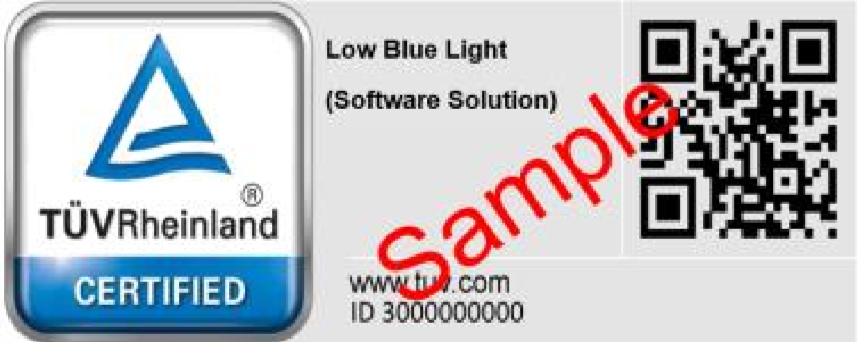 TÜVRheinland®
CERTIFIED
Low Blue Light
(Software Solution)
Sample
www.tuv.com
ID 3000000000